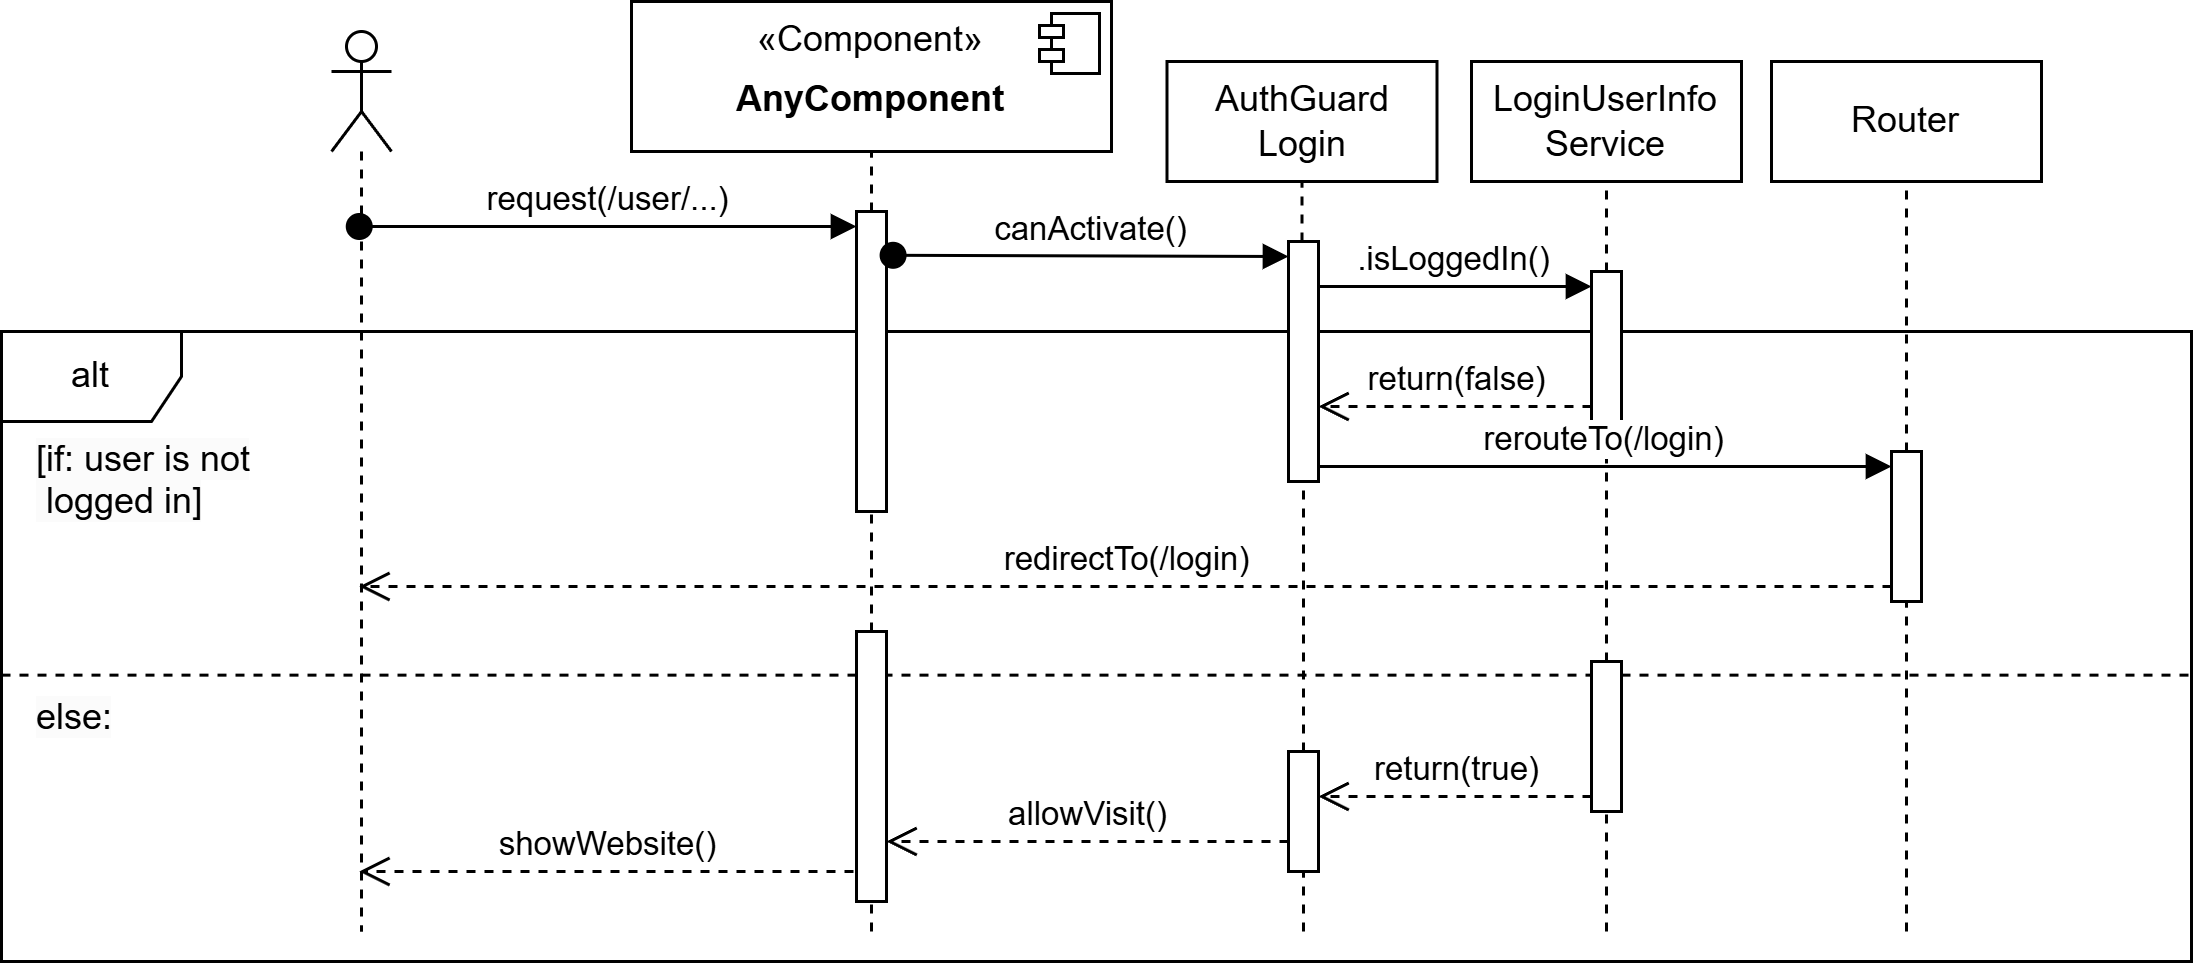 «Component»
AnyComponent
AuthGuard
Login
LoginUserInfo
Service
Router
request(/user/...)
canActivate()
.isLoggedIn()
alt
return(false)
[if: user is not
logged in]
rerouteTo(/login)
redirectTo(/login)
else:
return(true)
allowVisit()
showWebsite()